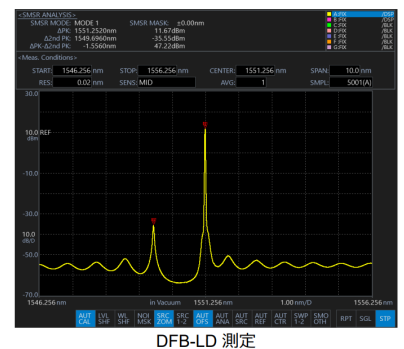 <SMSR ANALYSIS>
SMSR MODE: MODE 1 SMSR MASK: ±0.00nm
ΔPK: 1551.2520nm 11.67dBm
Δ2nd PK: 1549.6960nm -35.55dBm
ΔPK-Δ2nd PK: -1.5560nm 47.22dBm
A:FIX /DSP
B:FIX /DSP
C:FIX /BLK
D:FIX /BLK
E:FIX /BLK
F:FIX /BLK
G:FIX /BLK
<Meas. Conditions>
START: 1546.256 nm STOP: 1556.256 nm CENTER: 1551.256 nm SPAN: 10.0 nm
RES: 0.02 nm SENS: MID AVG: 1 SMPL: 5001(A)
30.0
10.0 REF
dBm
-10.0
-30.0
10.0
dB/D
-50.0
-70.0
1546.256 nm in Vacuum 1551.256 nm 1.00 nm/D 1556.256 nm
AUT CAL LVL SHF WL SHF NOI MSK SRC ZOM SRC 1-2 AUT OFS AUT ANA AUT SRC AUT REF AUT CTR SWP 1-2 SMO OTH RPT SGL STP
DFB-LD 測定